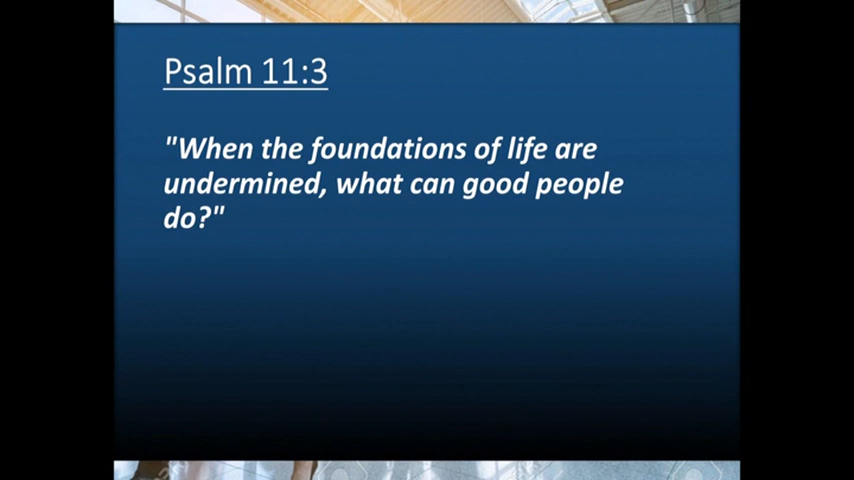 Psalm 11:3
"When the foundations of life are
undermined, what can good people
do?"